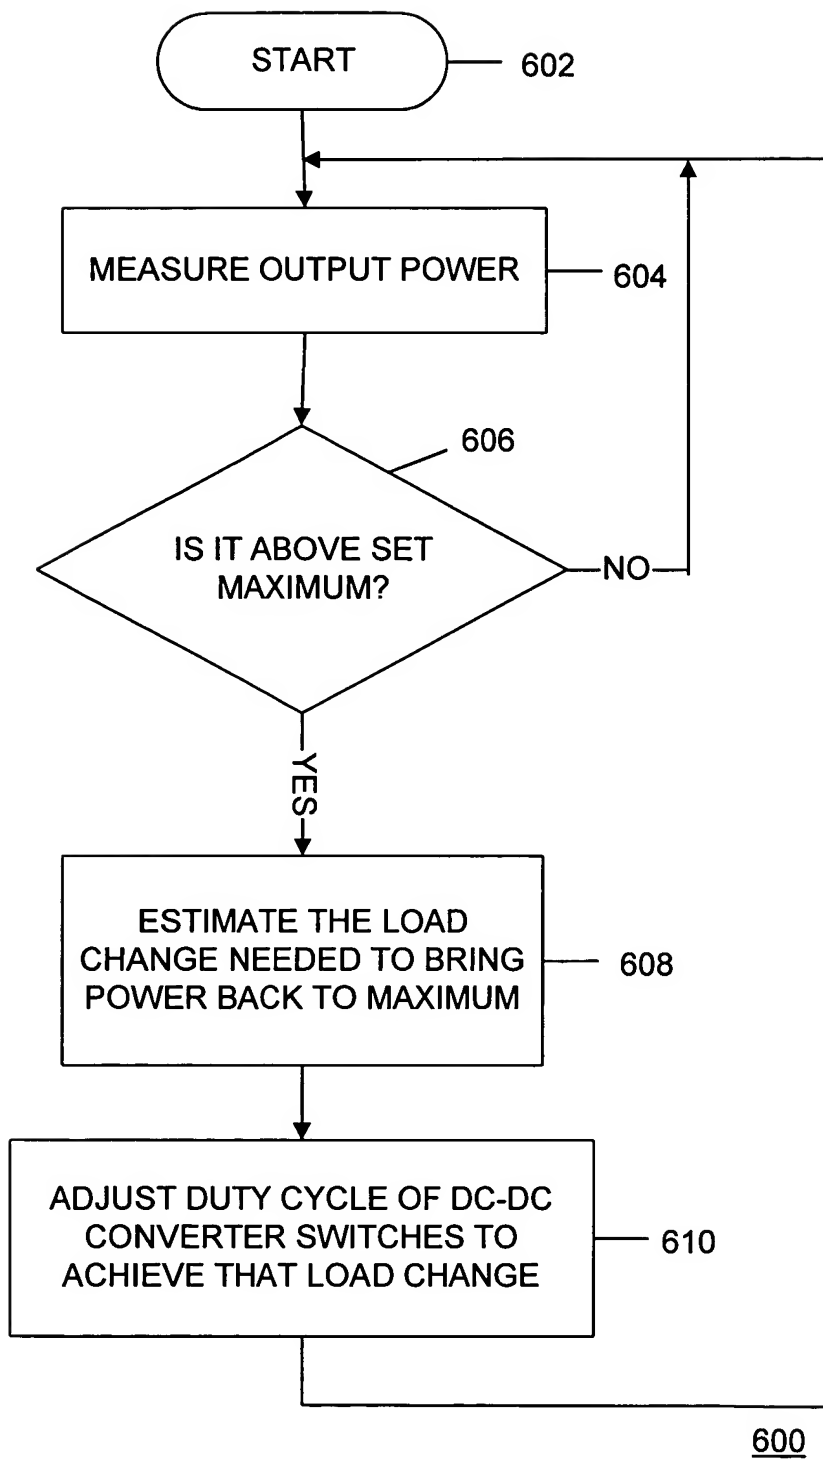 START
602
MEASURE OUTPUT POWER
604
606
IS IT ABOVE SET
MAXIMUM?
NO
YES
ESTIMATE THE LOAD
CHANGE NEEDED TO BRING
POWER BACK TO MAXIMUM
608
ADJUST DUTY CYCLE OF DC-DC
CONVERTER SWITCHES TO
ACHIEVE THAT LOAD CHANGE
610
600